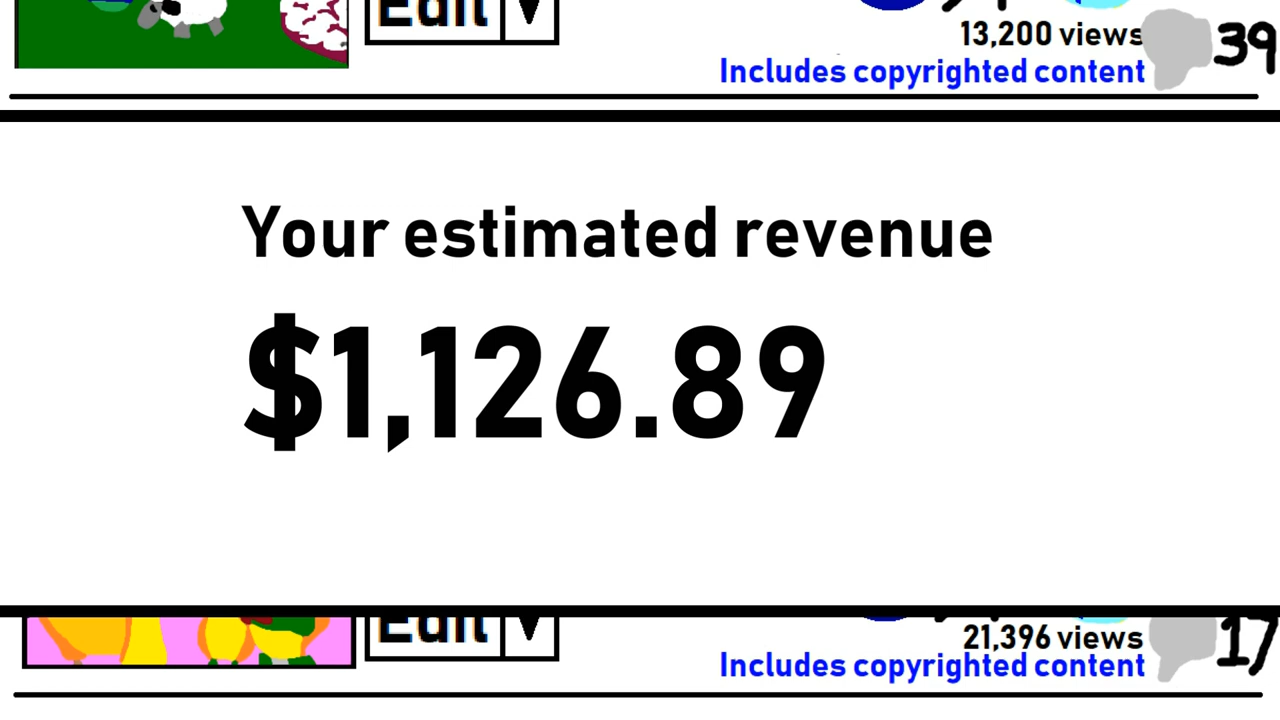 Edit
13,200 views
39
Includes copyrighted content
Your estimated revenue
$1,126.89
Edit
21,396 views
17
Includes copyrighted content